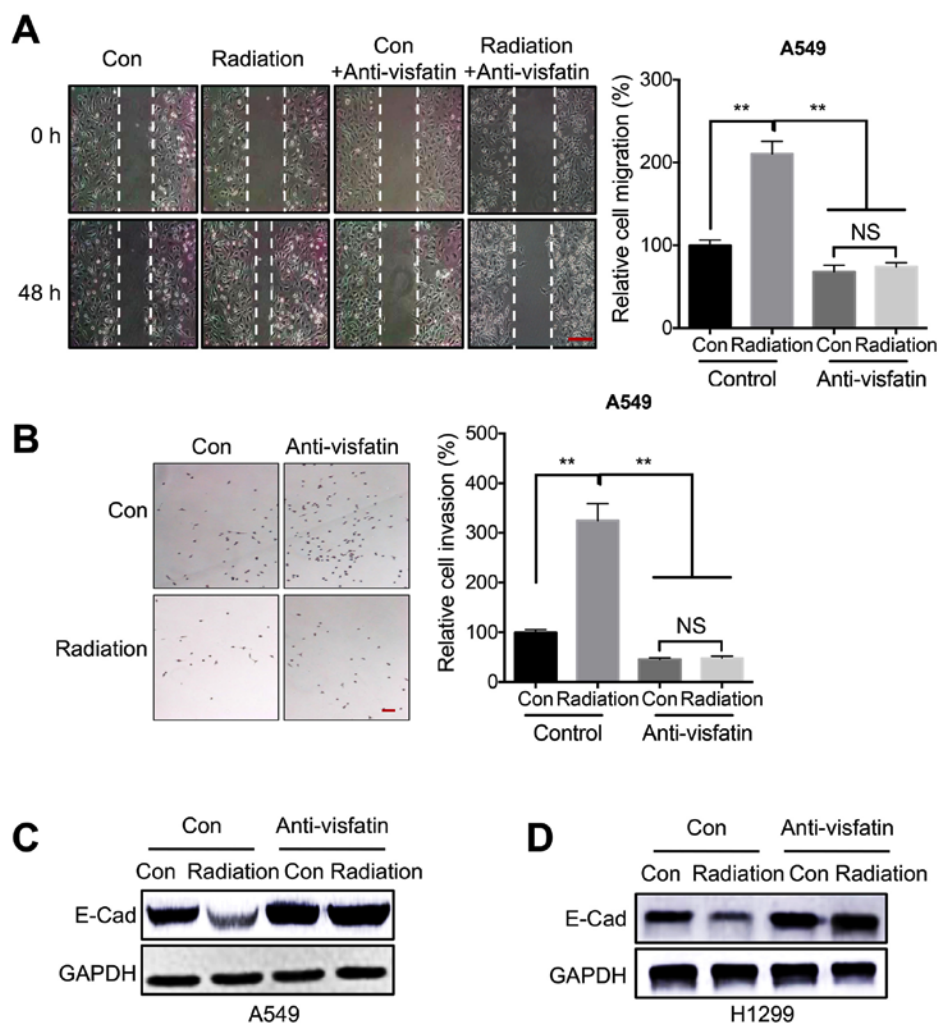 A
Con
Radiation
Con
+Anti-visfatin
Radiation
+Anti-visfatin
0 h
48 h
A549
Relative cell migration (%)
300
200
100
0
**
**
NS
Con Radiation Con Radiation
Control Anti-visfatin
B
Con Anti-visfatin
Con
Radiation
A549
Relative cell invasion (%)
500
400
300
200
100
0
**
**
NS
Con Radiation Con Radiation
Control Anti-visfatin
C
Con Anti-visfatin
Con Radiation Con Radiation
E-Cad
GAPDH
A549
D
Con Anti-visfatin
Con Radiation Con Radiation
E-Cad
GAPDH
H1299